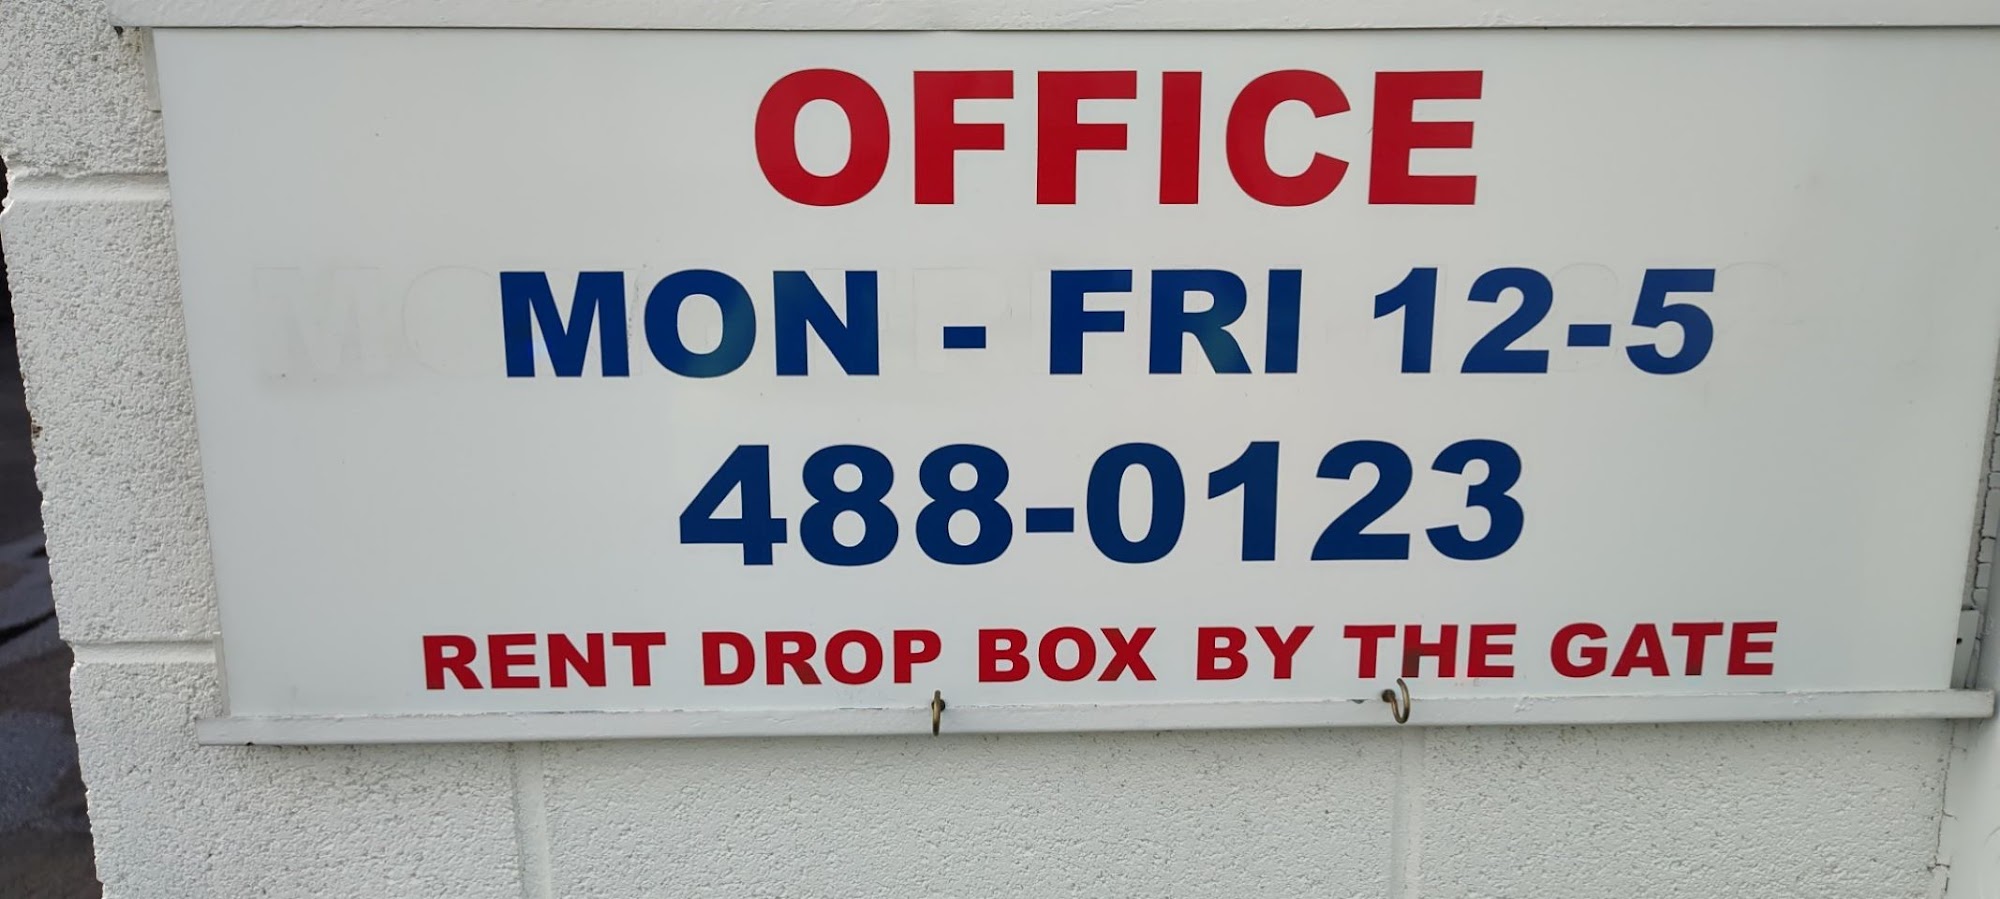 OFFICE
MON - FRI 12-5
488-0123
RENT DROP BOX BY THE GATE